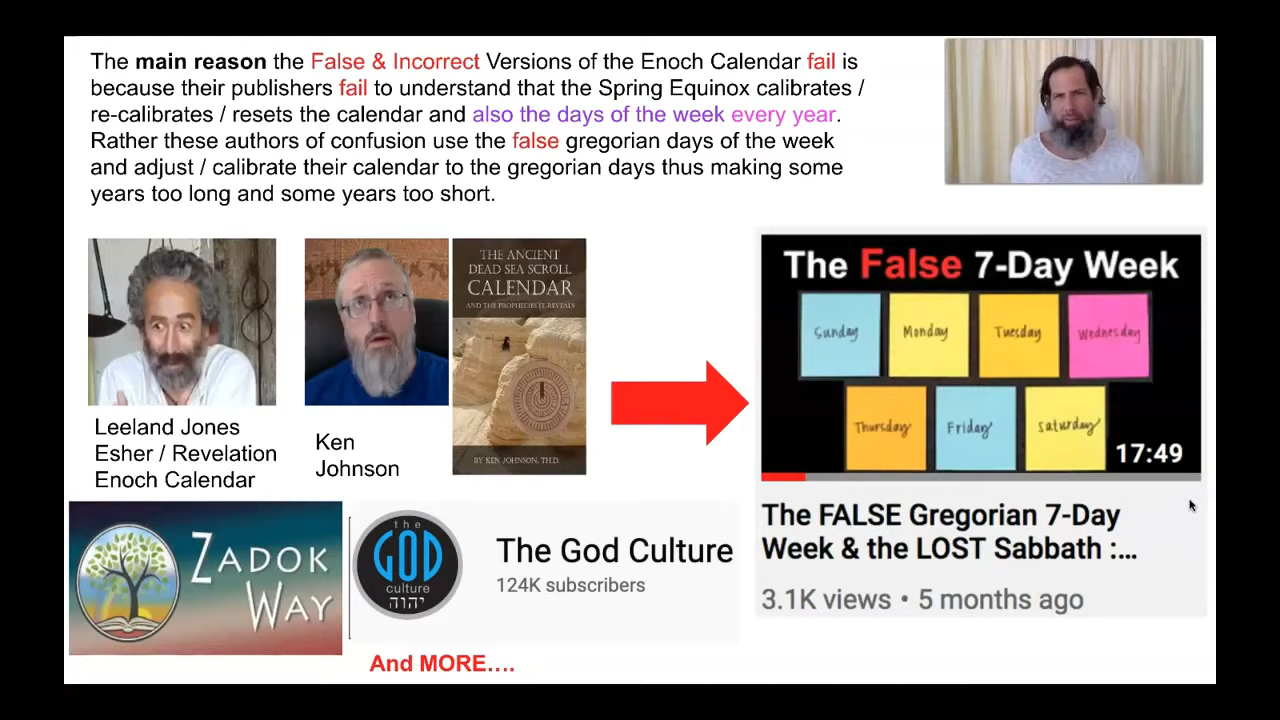 The main reason the False & Incorrect Versions of the Enoch Calendar fail is
because their publishers fail to understand that the Spring Equinox calibrates /
re-calibrates / resets the calendar and also the days of the week every year.
Rather these authors of confusion use the false gregorian days of the week
and adjust / calibrate their calendar to the gregorian days thus making some
years too long and some years too short.
Leeland Jones
Esher / Revelation
Enoch Calendar
Ken
Johnson
THE ANCIENT
DEAD SEA SCROLL
CALENDAR
AND THE PROPHECIES IT REVEALS
BY KEN JOHNSON, TH.D.
The False 7-Day Week
Sunday
Monday
Tuesday
Wednesday
Thursday
Friday
Saturday
17:49
The FALSE Gregorian 7-Day
Week & the LOST Sabbath :...
3.1K views • 5 months ago
ZADOK
WAY
the
GOD
culture
יהוה
The God Culture
124K subscribers
And MORE....